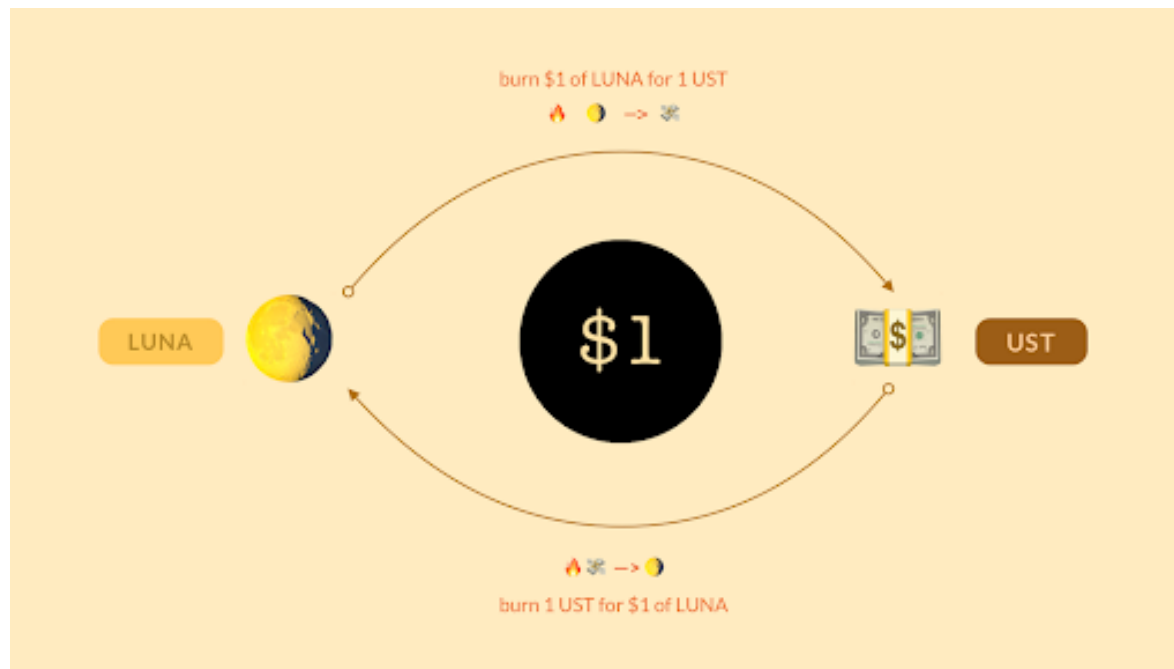 burn $1 of LUNA for 1 UST
-->
LUNA
$1
UST
-->
burn 1 UST for $1 of LUNA